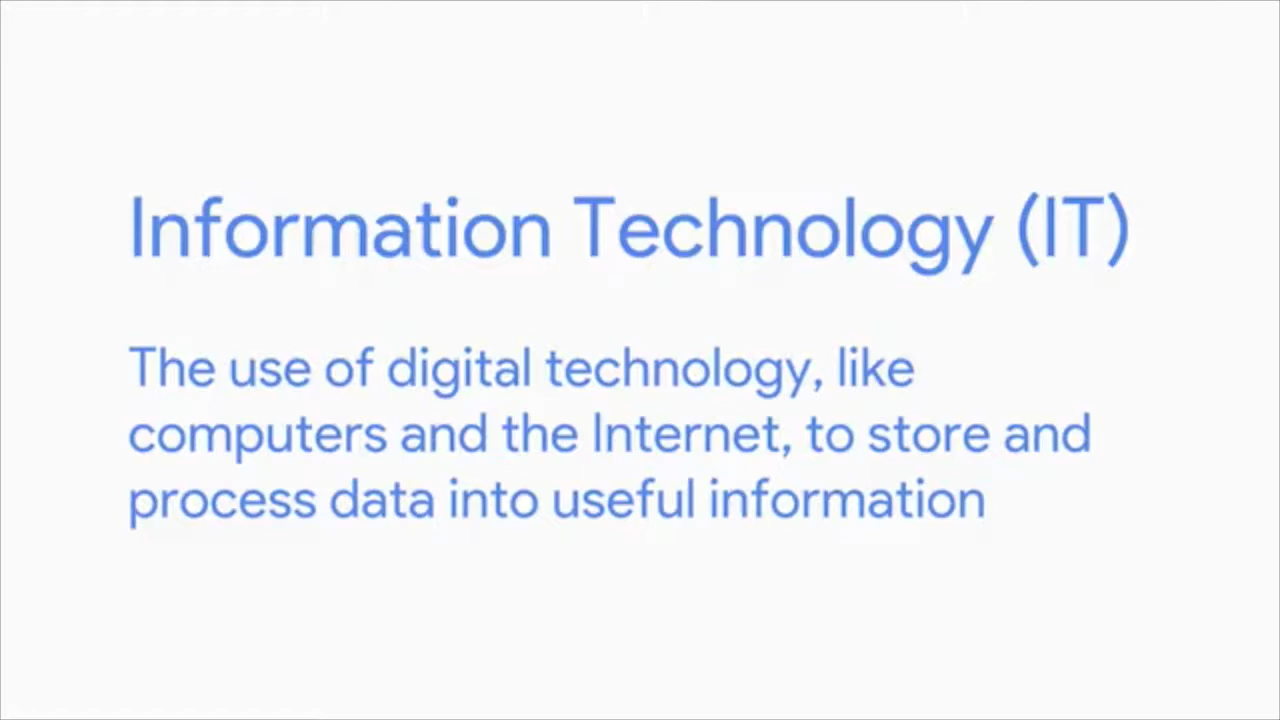 Information Technology (IT)
The use of digital technology, like
computers and the Internet, to store and
process data into useful information